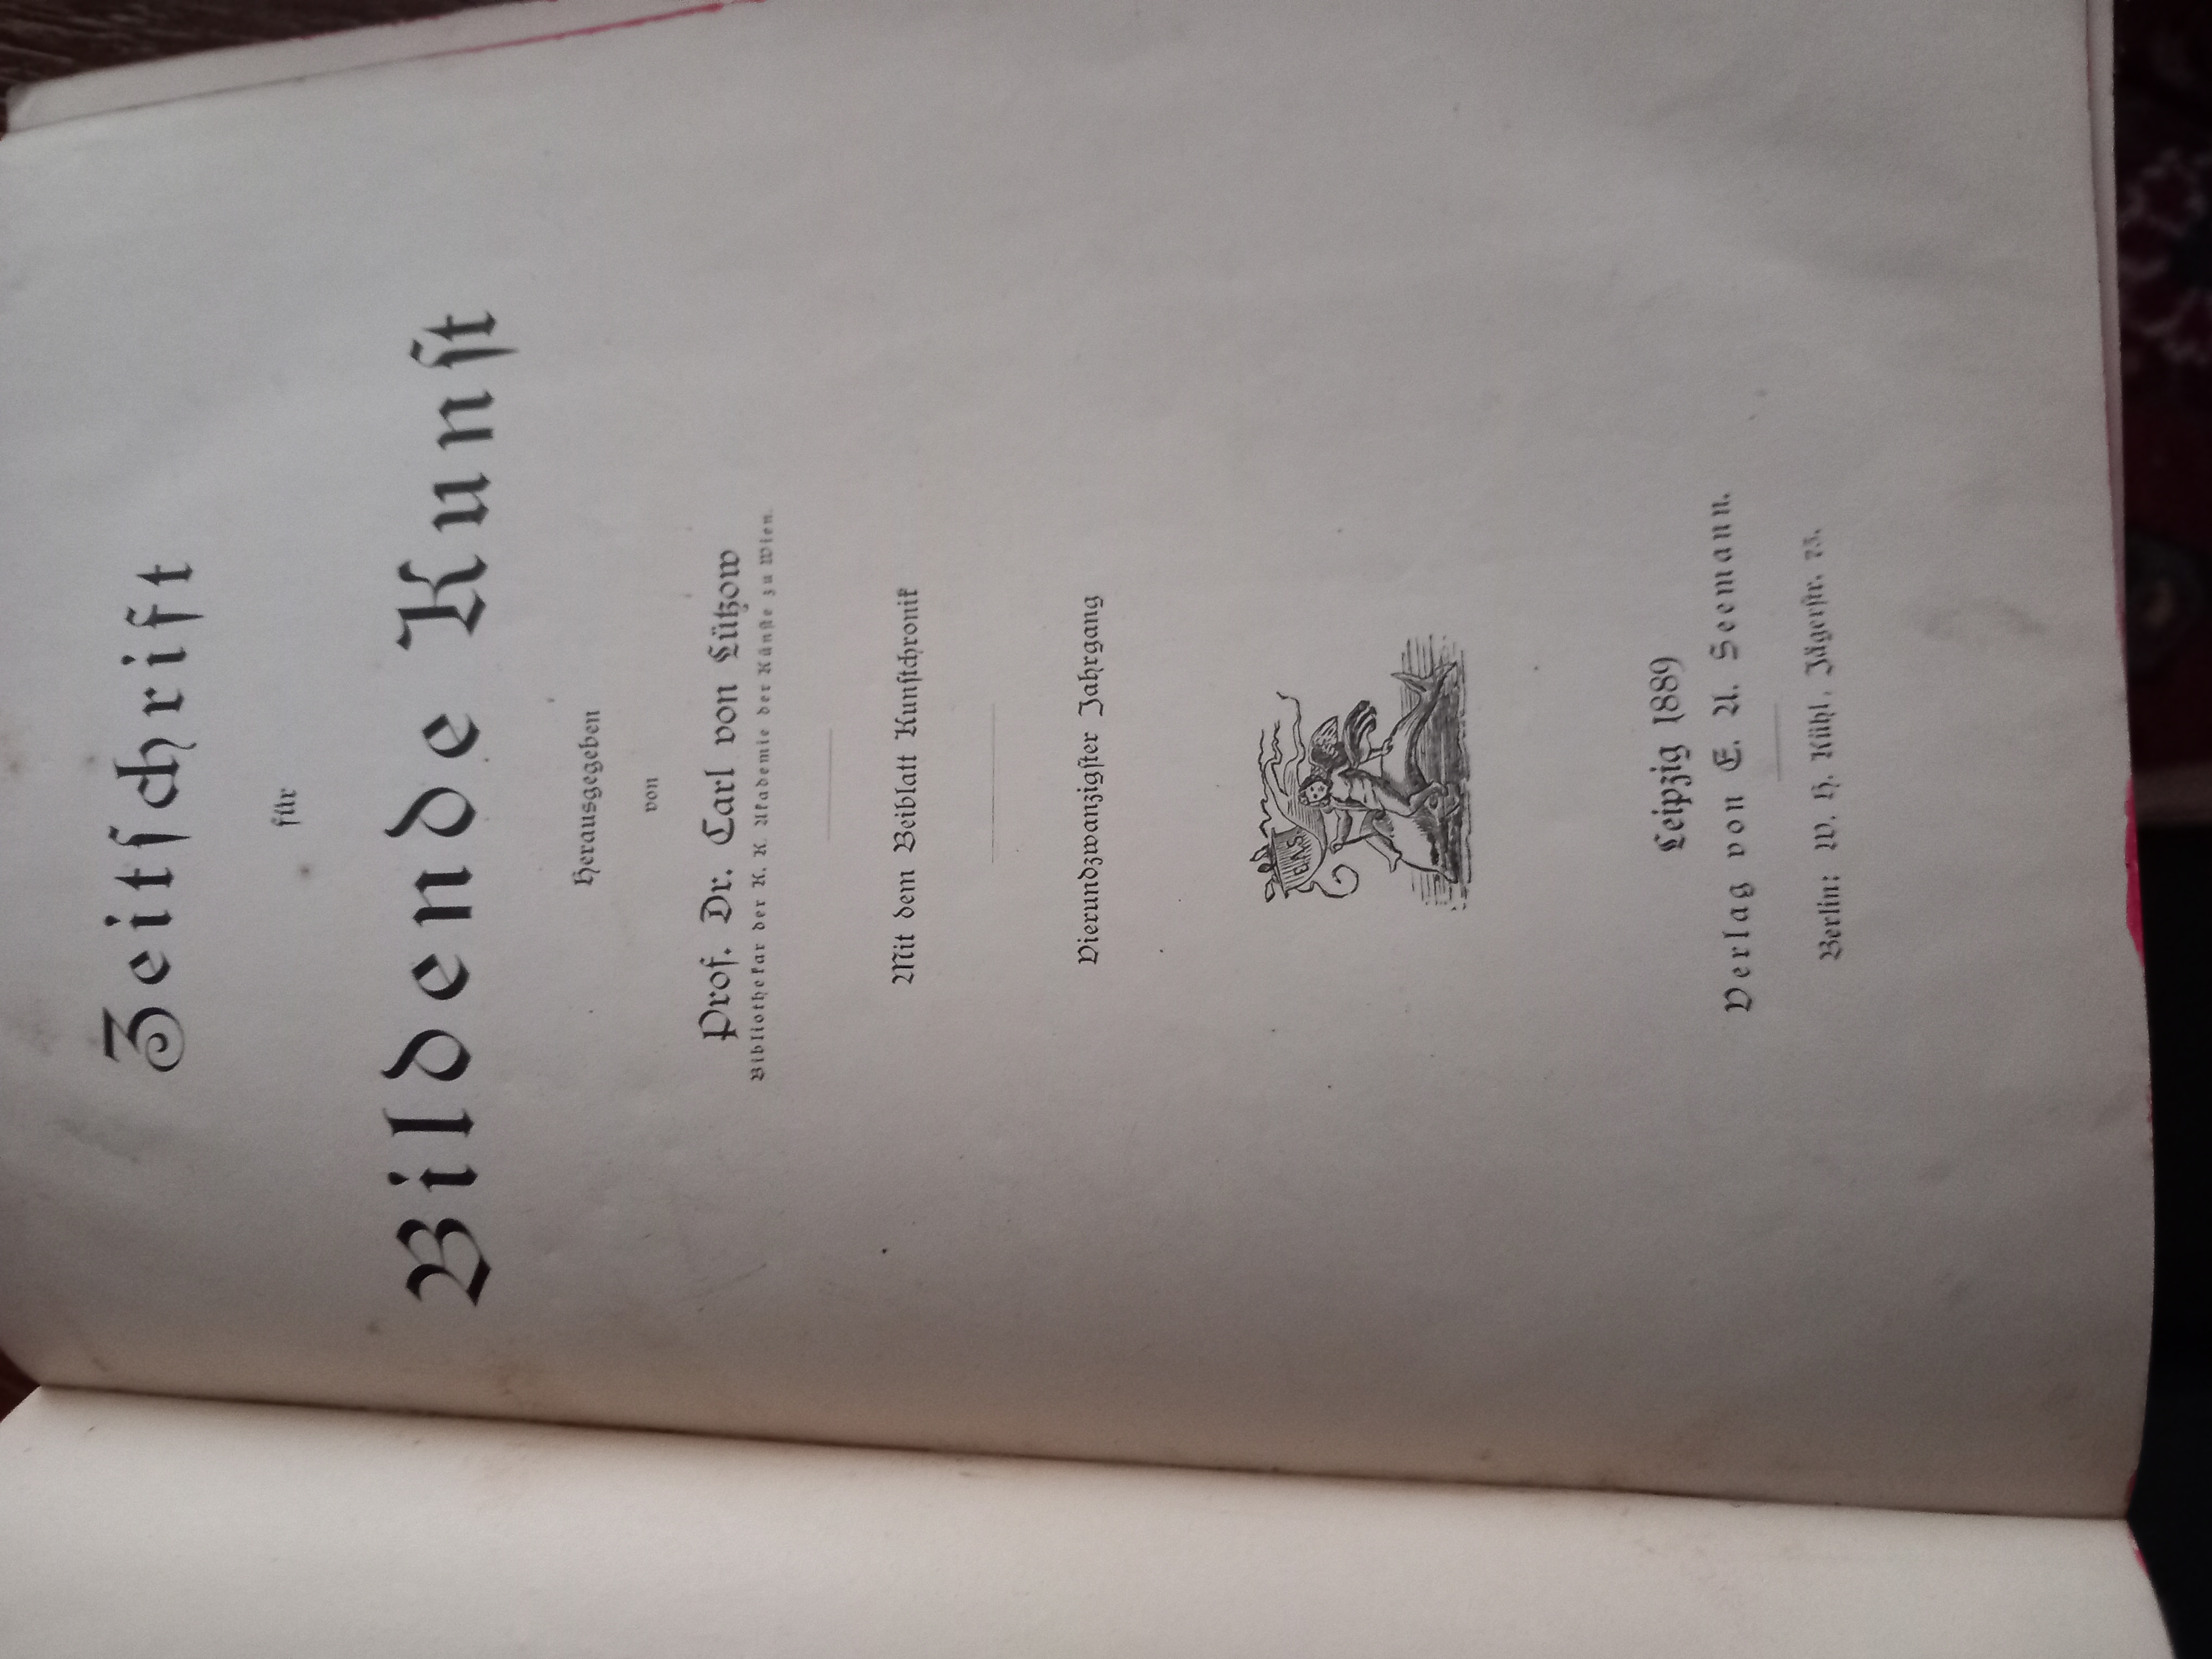 Zeitſchrift
für
Bildende Kunſt
Herausgegeben
von
Prof. Dr. Carl von Lützow
Bibliothekar der K. K. Akademie der Künſte zu Wien.
Mit dem Beiblatt Kunſtchronik
Vierundzwanzigſter Jahrgang
Leipzig 1889
Verlag von E. A. Seemann.
Berlin: W. H. Kühl, Jägerſtr. 73.